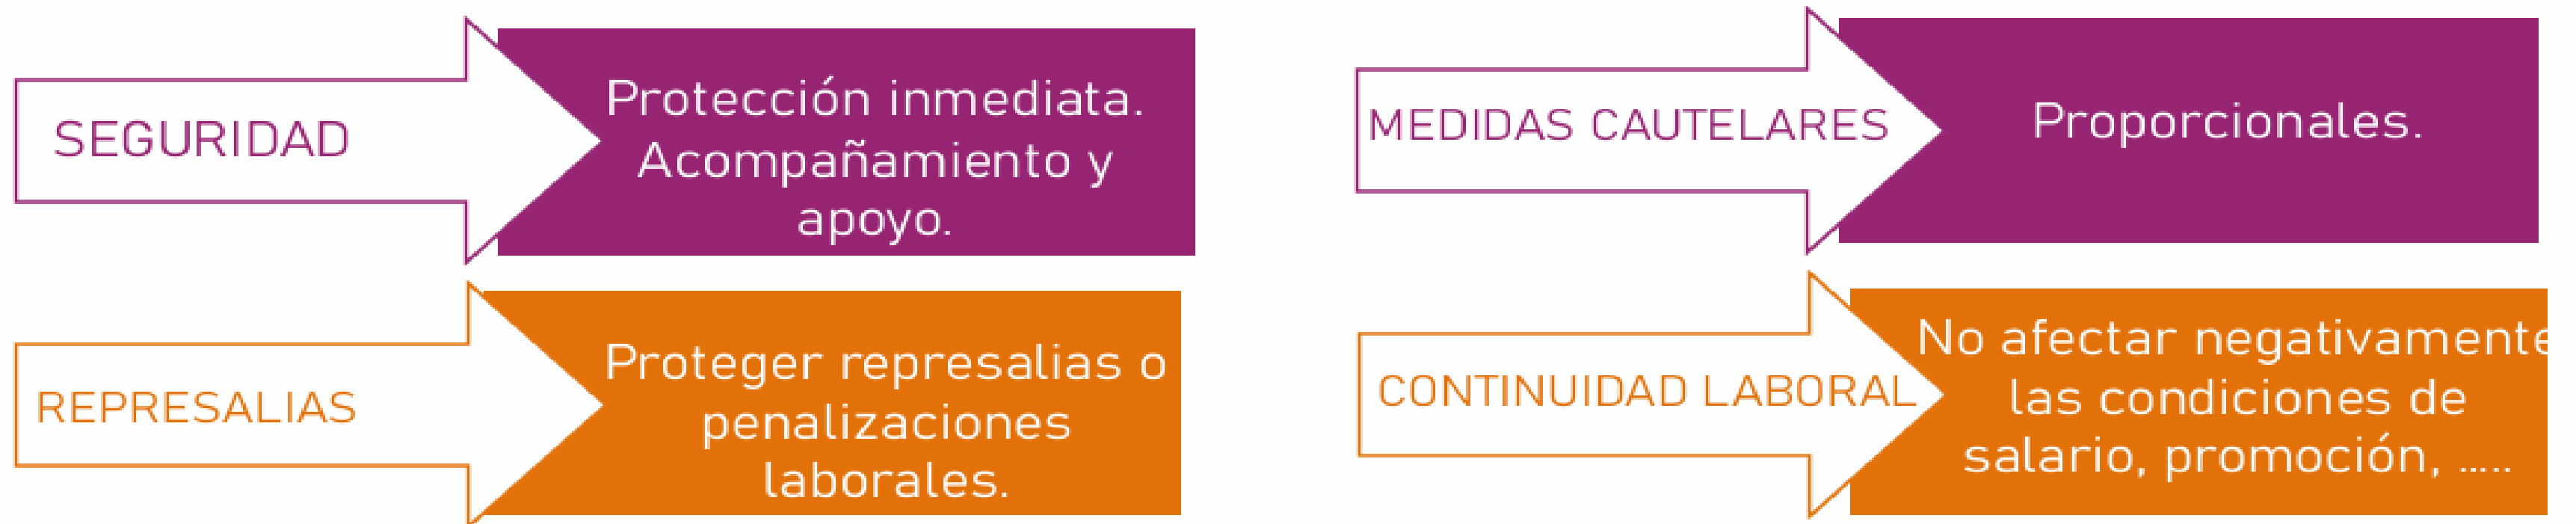 SEGURIDAD
Protección inmediata.
Acompañamiento y
apoyo.
MEDIDAS CAUTELARES
Proporcionales.
REPRESALIAS
Proteger represalias o
penalizaciones
laborales.
CONTINUIDAD LABORAL
No afectar negativamente
las condiciones de
salario, promoción, .....